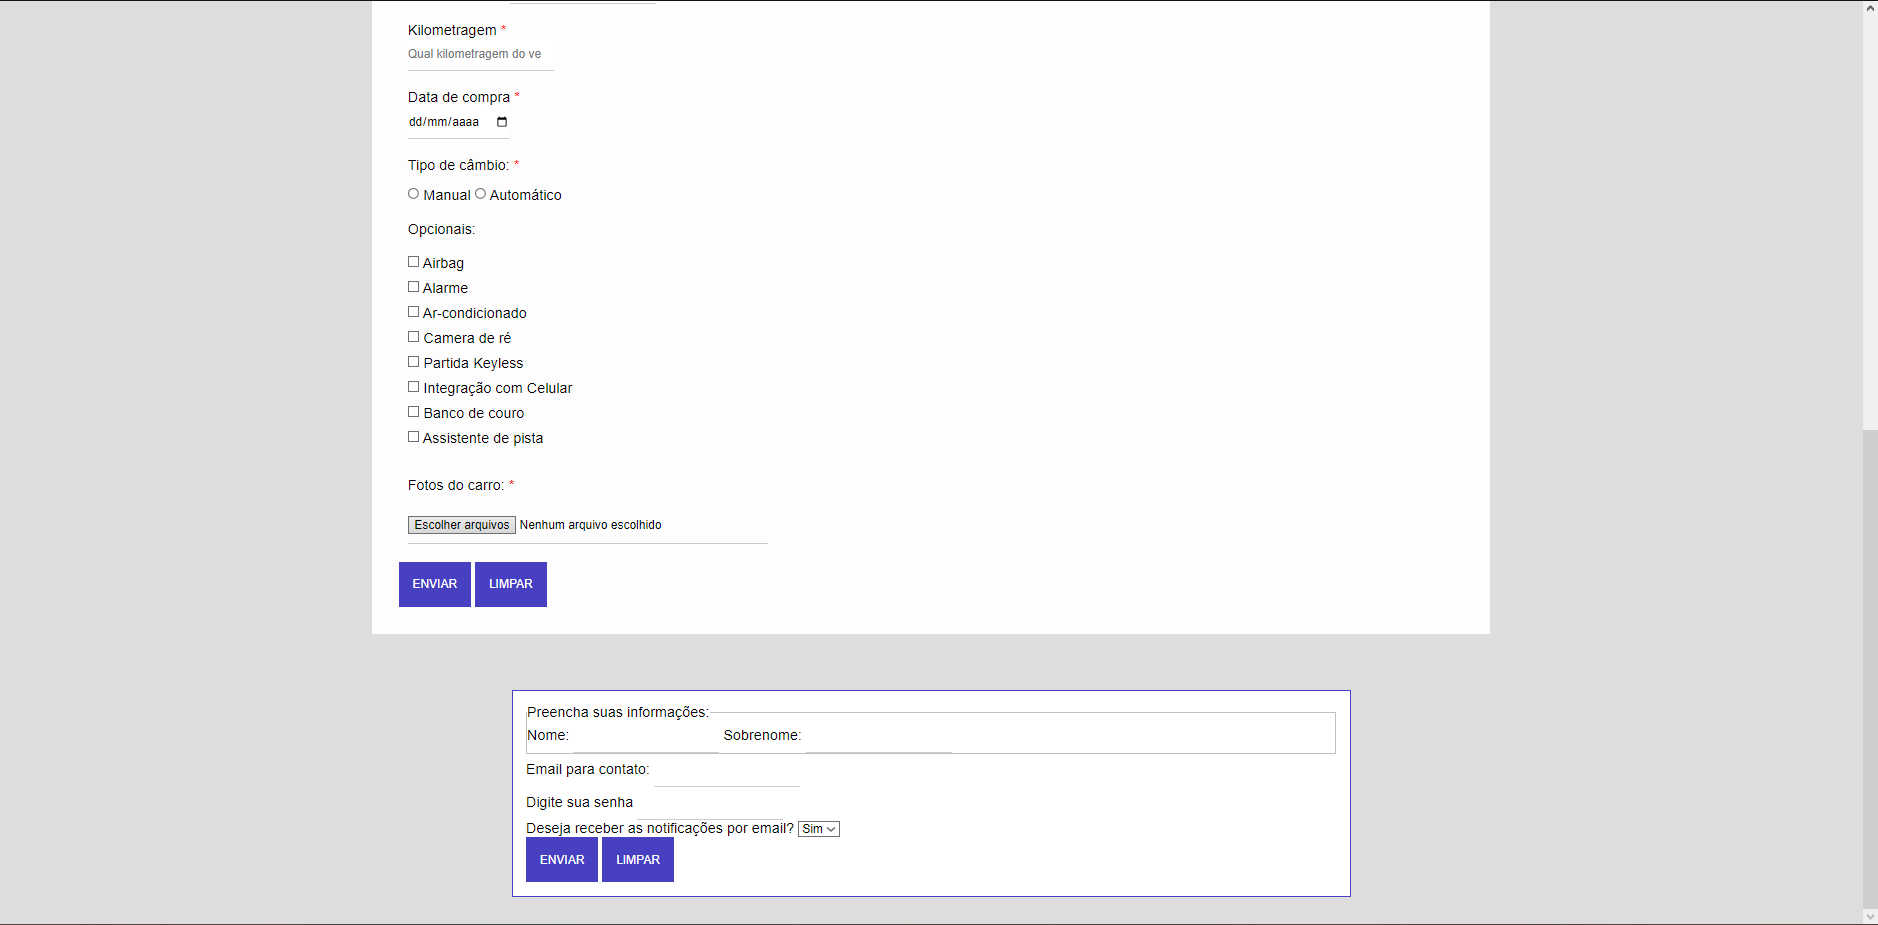 Kilometragem *
Qual kilometragem do ve
Data de compra *
dd/mm/aaaa
Tipo de câmbio: *
Manual Automático
Opcionais:
Airbag
Alarme
Ar-condicionado
Camera de ré
Partida Keyless
Integração com Celular
Banco de couro
Assistente de pista
Fotos do carro: *
Escolher arquivos Nenhum arquivo escolhido
ENVIAR LIMPAR
Preencha suas informações:
Nome: Sobrenome:
Email para contato:
Digite sua senha
Deseja receber as notificações por email? Sim
ENVIAR LIMPAR